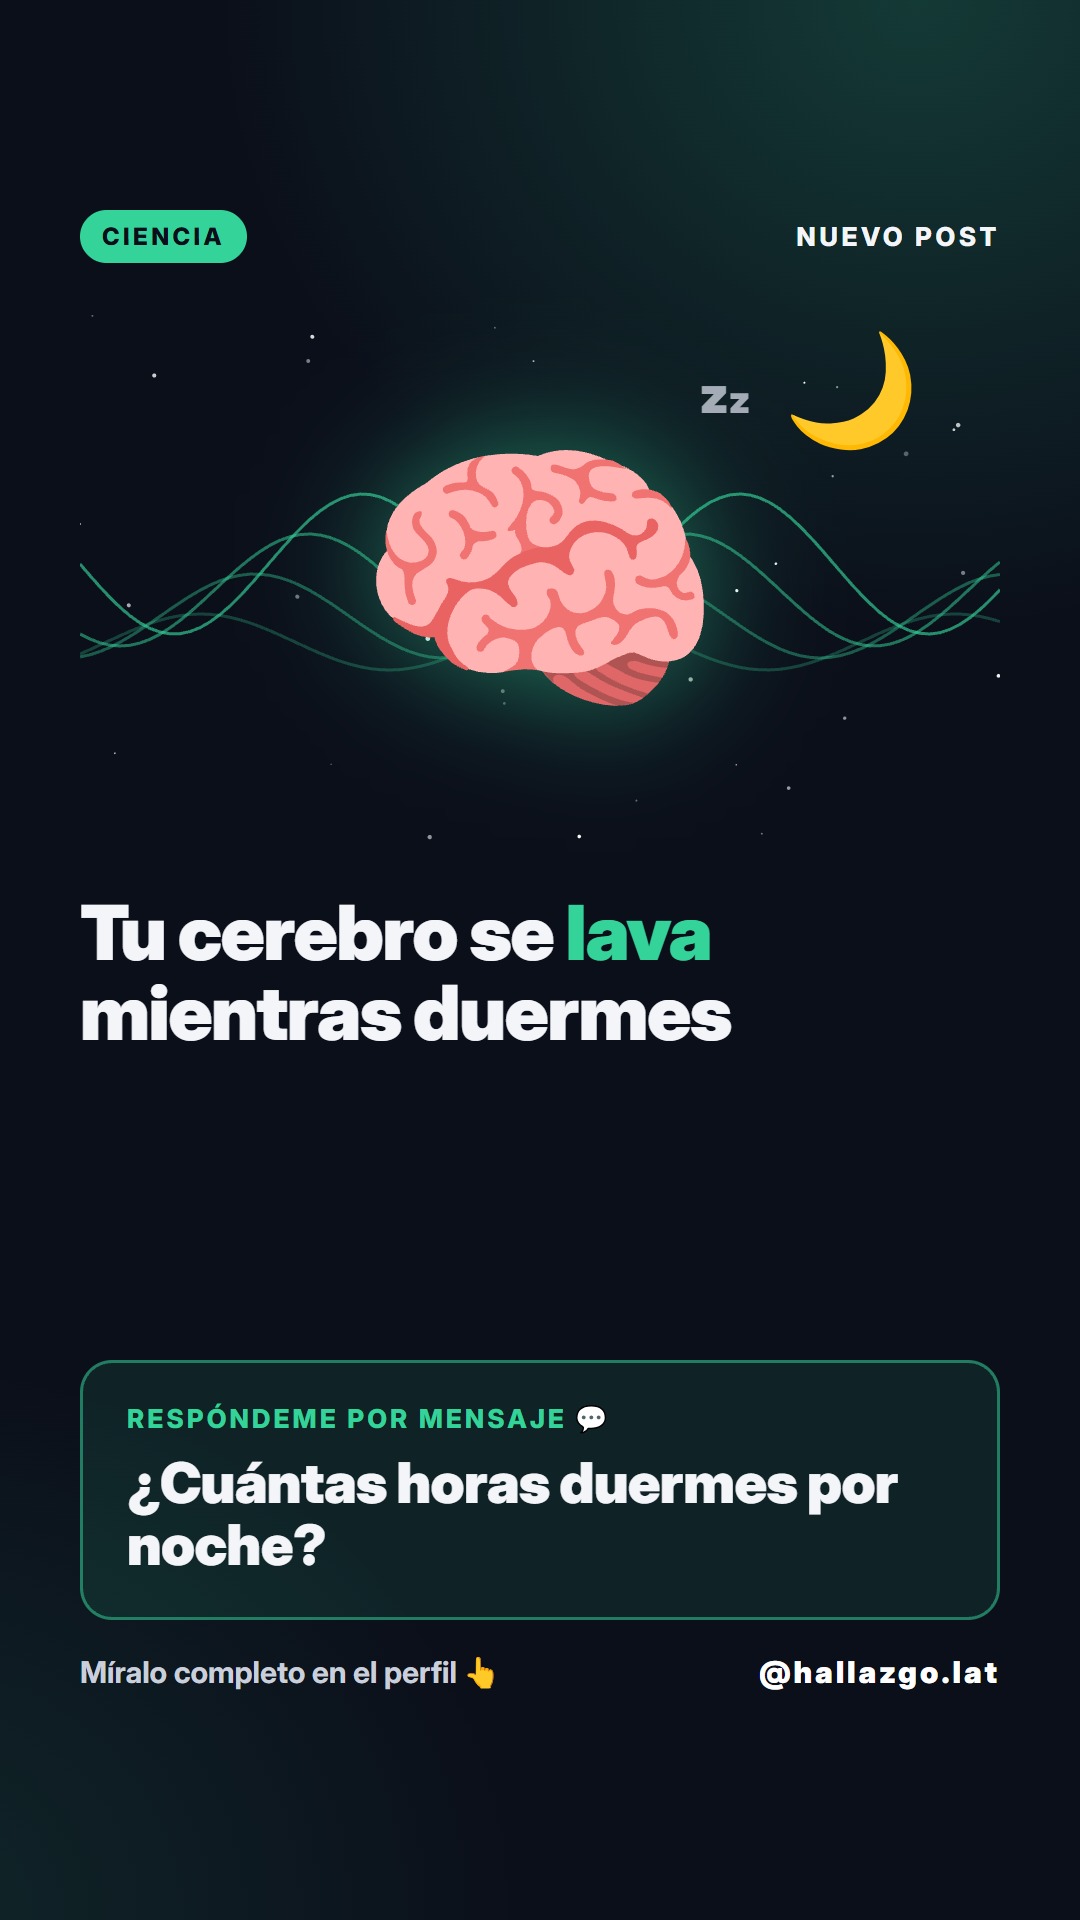 CIENCIA
NUEVO POST
Zz
Tu cerebro se lava
mientras duermes
RESPÓNDEME POR MENSAJE 💬
¿Cuántas horas duermes por
noche?
Míralo completo en el perfil 👆
@hallazgo.lat